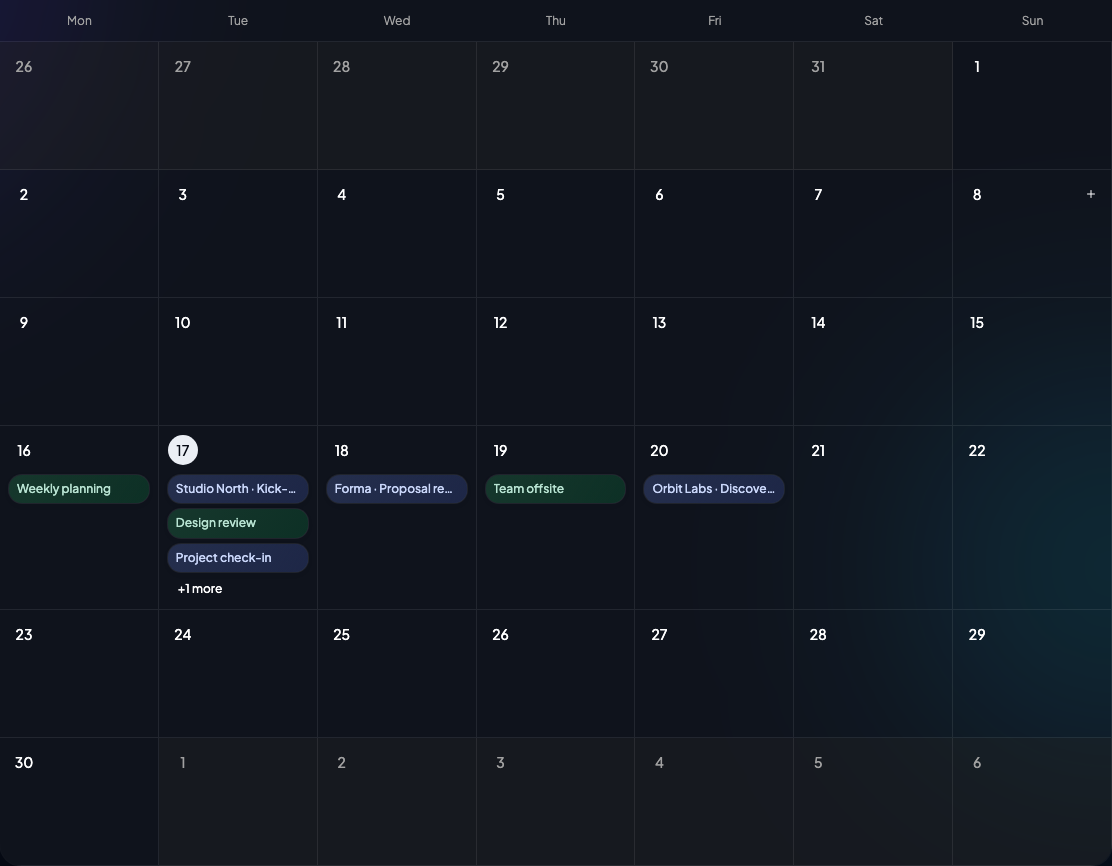 Mon Tue Wed Thu Fri Sat Sun
26 27 28 29 30 31 1
2 3 4 5 6 7 8 +
9 10 11 12 13 14 15
16 17 18 19 20 21 22
Weekly planning Studio North · Kick-... Forma · Proposal re... Team offsite Orbit Labs · Discove...
Design review
Project check-in
+1 more
23 24 25 26 27 28 29
30 1 2 3 4 5 6